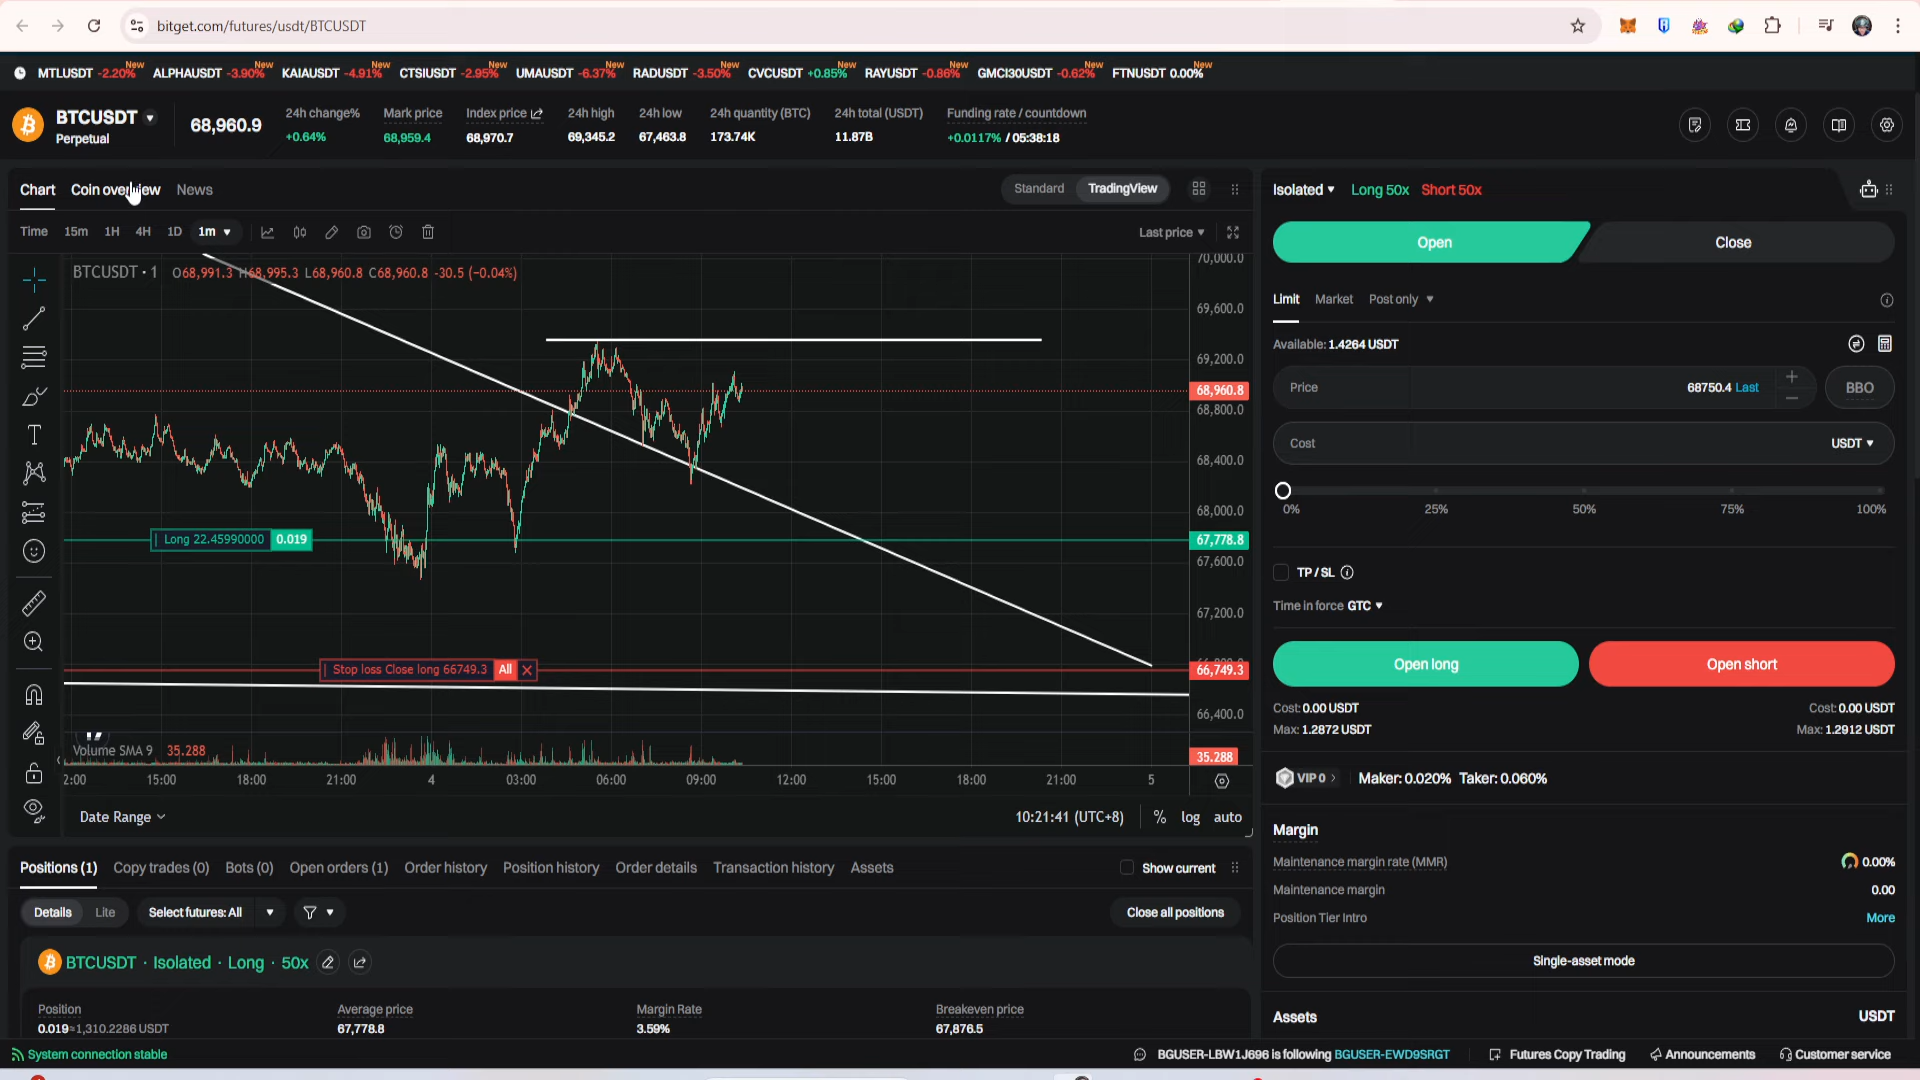 bitget.com/futures/usdt/BTCUSDT
MTLUSDT -2.20% New ALPHAUSDT -3.90% New KAIAUSDT -4.91% New CTSIUSDT -2.95% New UMAUSDT -6.37% New RADUSDT -3.50% New CVCUSDT +0.85% New RAYUSDT -0.86% New GMCI30USDT -0.62% New FTNUSDT 0.00% New
BTCUSDT
Perpetual
68,960.9
24h change% Mark price Index price 24h high 24h low 24h quantity (BTC) 24h total (USDT) Funding rate / countdown
+0.64% 68,959.4 68,970.7 69,345.2 67,463.8 173.74K 11.87B +0.0117% / 05:38:18
Chart Coin overview News
Standard TradingView
Time 15m 1H 4H 1D 1m
Last price
BTCUSDT · 1 O68,991.3 H68,995.3 L68,960.8 C68,960.8 -30.5 (-0.04%)
70,000.0
69,600.0
69,200.0
68,960.8
68,800.0
68,400.0
68,000.0
Long 22.45990000 0.019
67,778.8
67,600.0
67,200.0
Stop loss Close long 66749.3 All
66,749.3
66,400.0
Volume SMA 9 35.288
35.288
2:00 15:00 18:00 21:00 4 03:00 06:00 09:00 12:00 15:00 18:00 21:00 5
Date Range
10:21:41 (UTC+8) % log auto
Positions (1) Copy trades (0) Bots (0) Open orders (1) Order history Position history Order details Transaction history Assets
Show current
Details Lite Select futures: All
Close all positions
BTCUSDT · Isolated · Long · 50x
Position Average price Margin Rate Breakeven price
0.019≈1,310.2286 USDT 67,778.8 3.59% 67,876.5
Isolated Long 50x Short 50x
Open Close
Limit Market Post only
Available: 1.4264 USDT
Price 68750.4 Last
BBO
Cost USDT
0% 25% 50% 75% 100%
TP / SL
Time in force GTC
Open long Open short
Cost: 0.00 USDT Cost: 0.00 USDT
Max: 1.2872 USDT Max: 1.2912 USDT
VIP 0 Maker: 0.020% Taker: 0.060%
Margin
Maintenance margin rate (MMR) 0.00%
Maintenance margin 0.00
Position Tier Intro More
Single-asset mode
Assets USDT
System connection stable
BGUSER-LBW1J696 is following BGUSER-EWD9SRGT
Futures Copy Trading Announcements Customer service